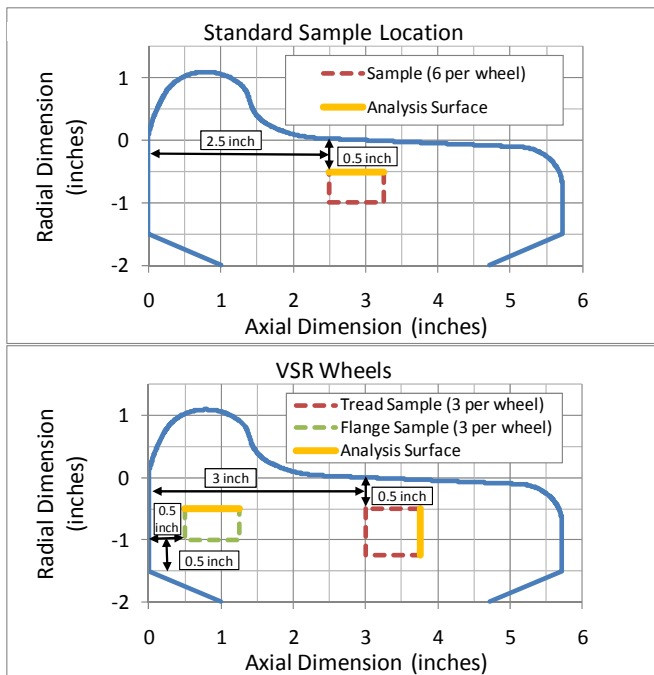 Standard Sample Location
Sample (6 per wheel)
Analysis Surface
2.5 inch
0.5 inch
1
0
-1
-2
Radial Dimension
(inches)
0 1 2 3 4 5 6
Axial Dimension (inches)
VSR Wheels
Tread Sample (3 per wheel)
Flange Sample (3 per wheel)
Analysis Surface
3 inch
0.5 inch
0.5
inch
0.5 inch
1
0
-1
-2
Radial Dimension
(inches)
0 1 2 3 4 5 6
Axial Dimension (inches)